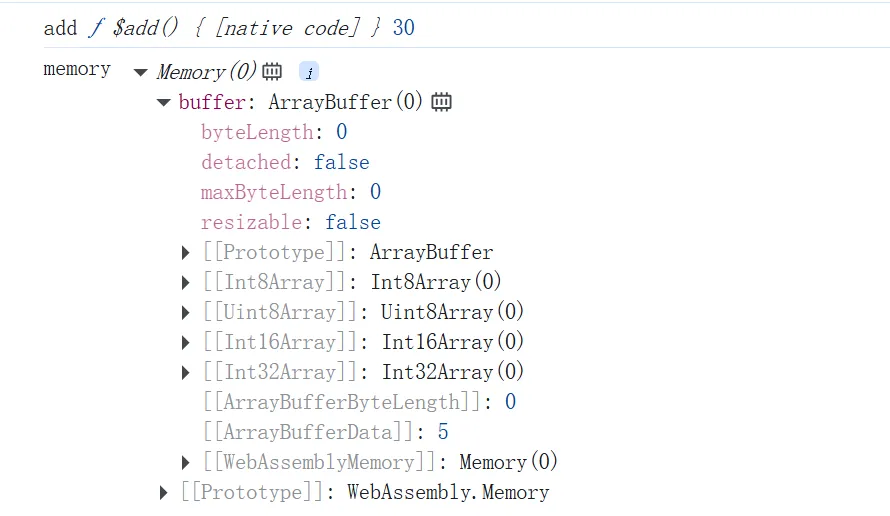 add ƒ $add() { [native code] } 30
memory ▼ Memory(0) i
▼ buffer: ArrayBuffer(0)
byteLength: 0
detached: false
maxByteLength: 0
resizable: false
▶ [[Prototype]]: ArrayBuffer
▶ [[Int8Array]]: Int8Array(0)
▶ [[Uint8Array]]: Uint8Array(0)
▶ [[Int16Array]]: Int16Array(0)
▶ [[Int32Array]]: Int32Array(0)
[[ArrayBufferByteLength]]: 0
[[ArrayBufferData]]: 5
▶ [[WebAssemblyMemory]]: Memory(0)
▶ [[Prototype]]: WebAssembly.Memory